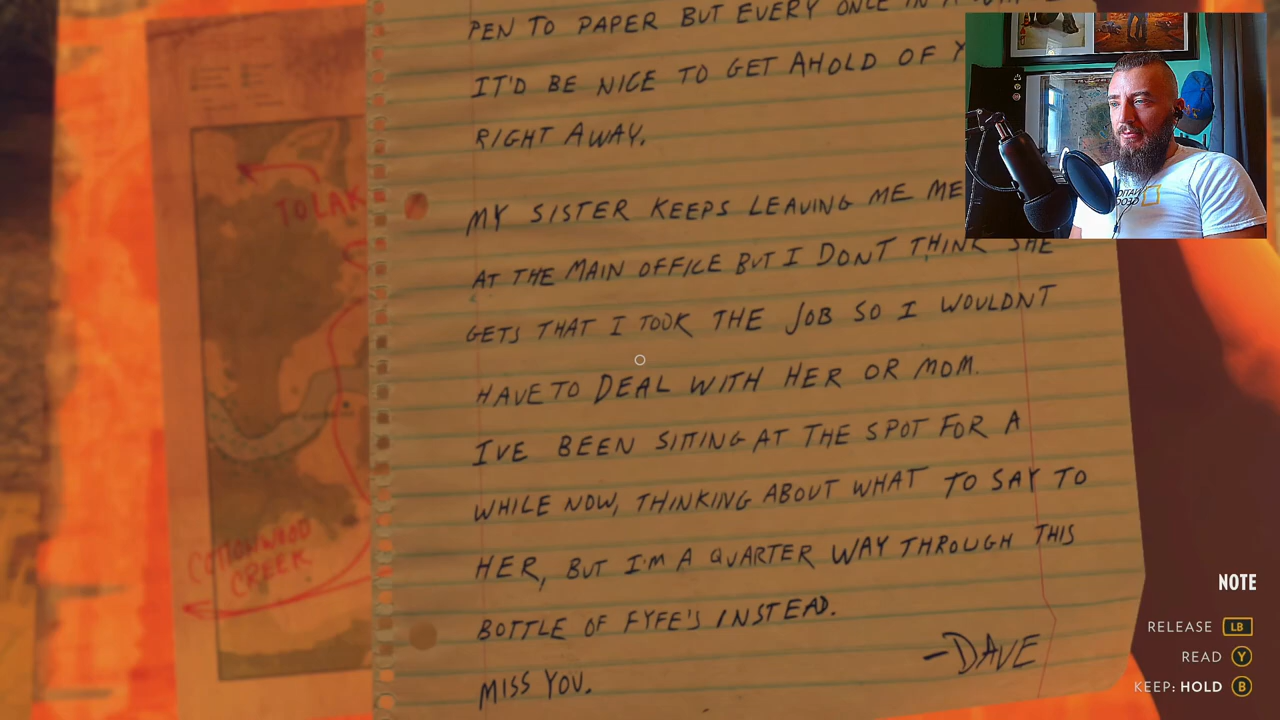 PEN TO PAPER BUT EVERY ONCE IN A
IT'D BE NICE TO GET AHOLD OF
RIGHT AWAY.
MY SISTER KEEPS LEAVING ME
AT THE MAIN OFFICE BUT I DONT THINK SHE
GETS THAT I TOOK THE JOB SO I WOULDNT
HAVE TO DEAL WITH HER OR MOM.
I'VE BEEN SITTING AT THE SPOT FOR A
WHILE NOW, THINKING ABOUT WHAT TO SAY TO
HER, BUT I'M A QUARTER WAY THROUGH THIS
BOTTLE OF FYFE'S INSTEAD.
-DAVE
MISS YOU.
TO
COTTONWOOD
CREEK
NOTE
RELEASE LB
READ Y
KEEP: HOLD B